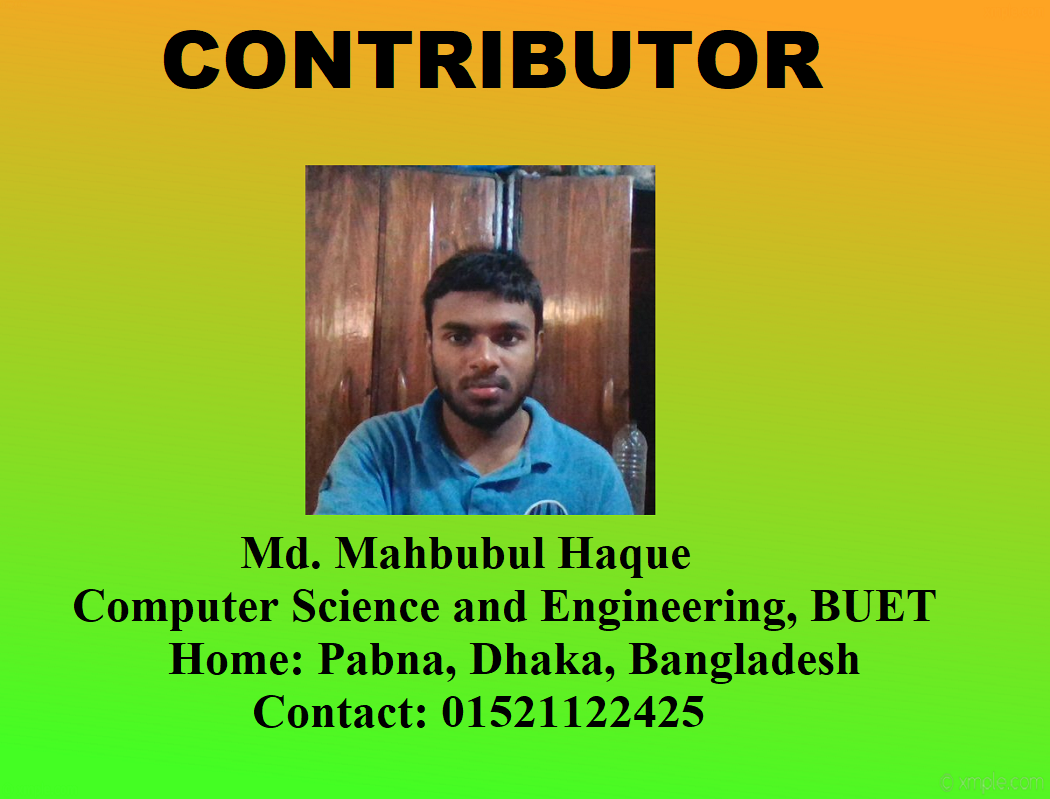 CONTRIBUTOR
Md. Mahbubul Haque
Computer Science and Engineering, BUET
Home: Pabna, Dhaka, Bangladesh
Contact: 01521122425